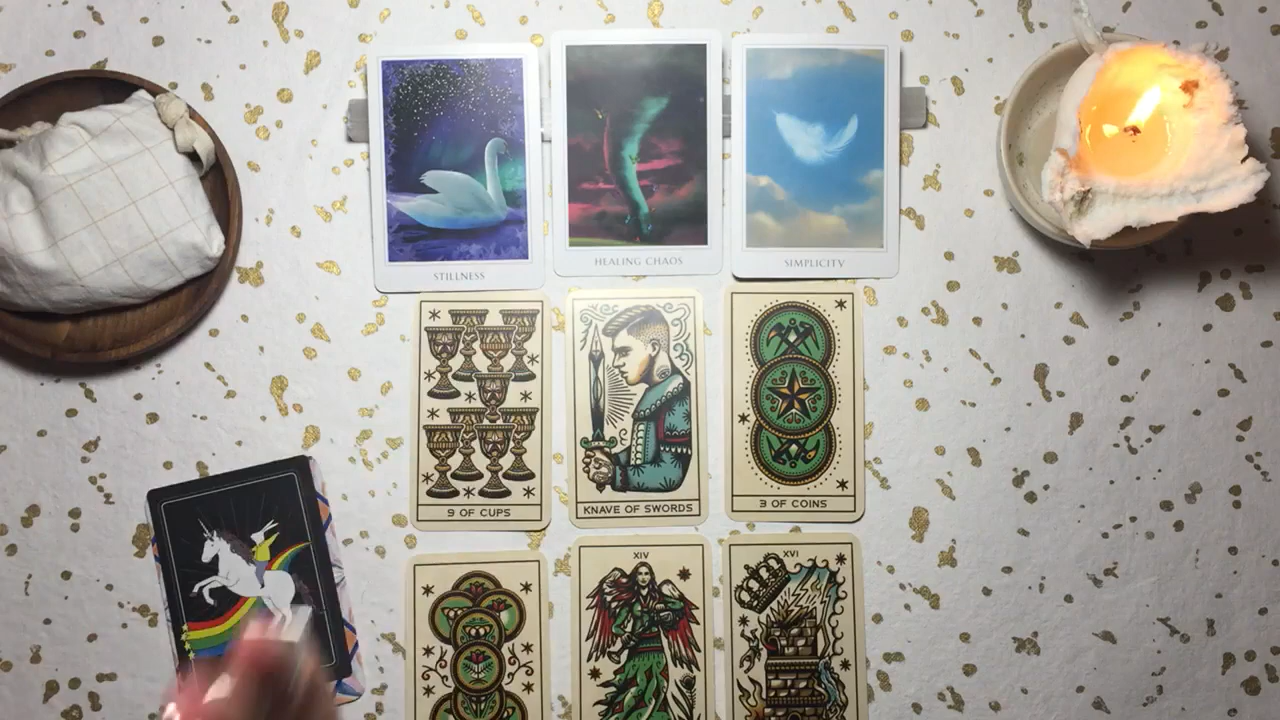 STILLNESS
HEALING CHAOS
SIMPLICITY
9 OF CUPS
KNAVE OF SWORDS
3 OF COINS
XIV
XVI